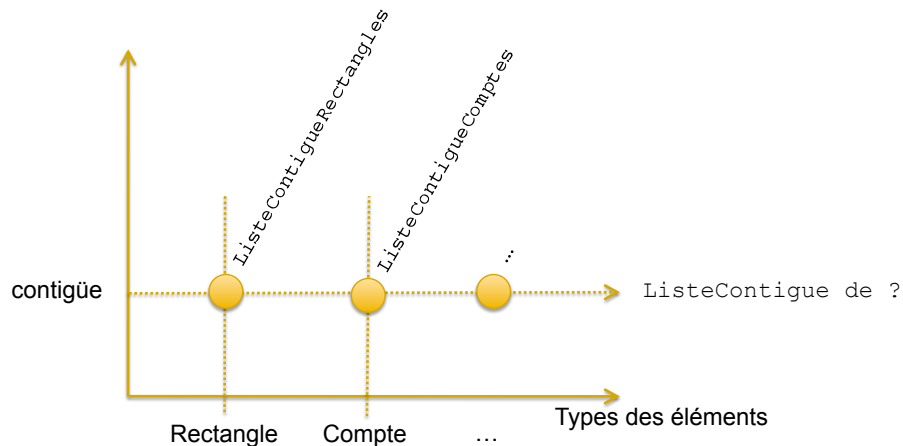 ListeContigueRectangles
ListeContigueComptes
...
contigüe
ListeContigue de ?
Types des éléments
Rectangle
Compte
...